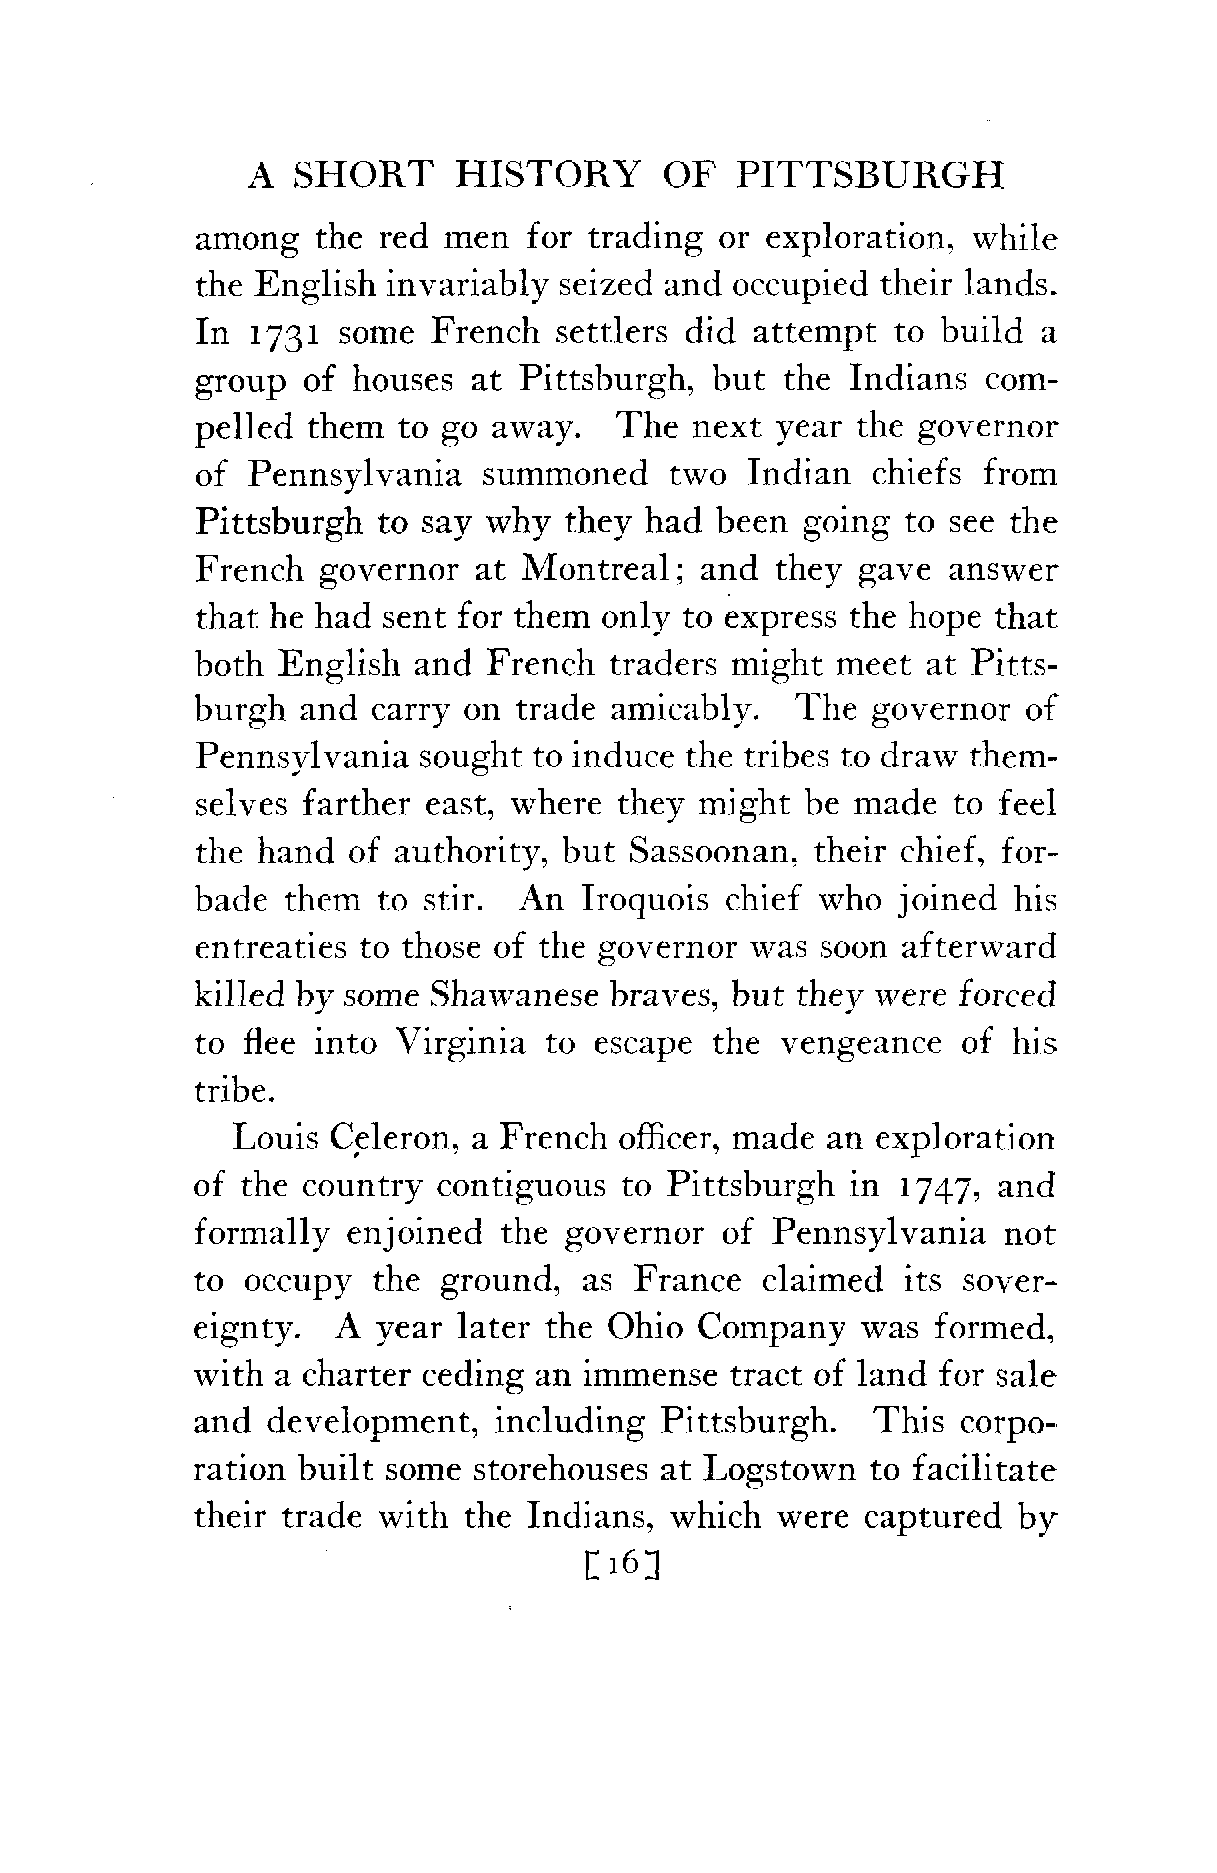 A SHORT HISTORY OF PITTSBURGH
among the red men for trading or exploration, while
the English invariably seized and occupied their lands.
In 1731 some French settlers did attempt to build a
group of houses at Pittsburgh, but the Indians com-
pelled them to go away. The next year the governor
of Pennsylvania summoned two Indian chiefs from
Pittsburgh to say why they had been going to see the
French governor at Montreal; and they gave answer
that he had sent for them only to express the hope that
both English and French traders might meet at Pitts-
burgh and carry on trade amicably. The governor of
Pennsylvania sought to induce the tribes to draw them-
selves farther east, where they might be made to feel
the hand of authority, but Sassoonan, their chief, for-
bade them to stir. An Iroquois chief who joined his
entreaties to those of the governor was soon afterward
killed by some Shawanese braves, but they were forced
to flee into Virginia to escape the vengeance of his
tribe.
Louis Celeron, a French officer, made an exploration
of the country contiguous to Pittsburgh in 1747, and
formally enjoined the governor of Pennsylvania not
to occupy the ground, as France claimed its sover-
eignty. A year later the Ohio Company was formed,
with a charter ceding an immense tract of land for sale
and development, including Pittsburgh. This corpo-
ration built some storehouses at Logstown to facilitate
their trade with the Indians, which were captured by
[16]